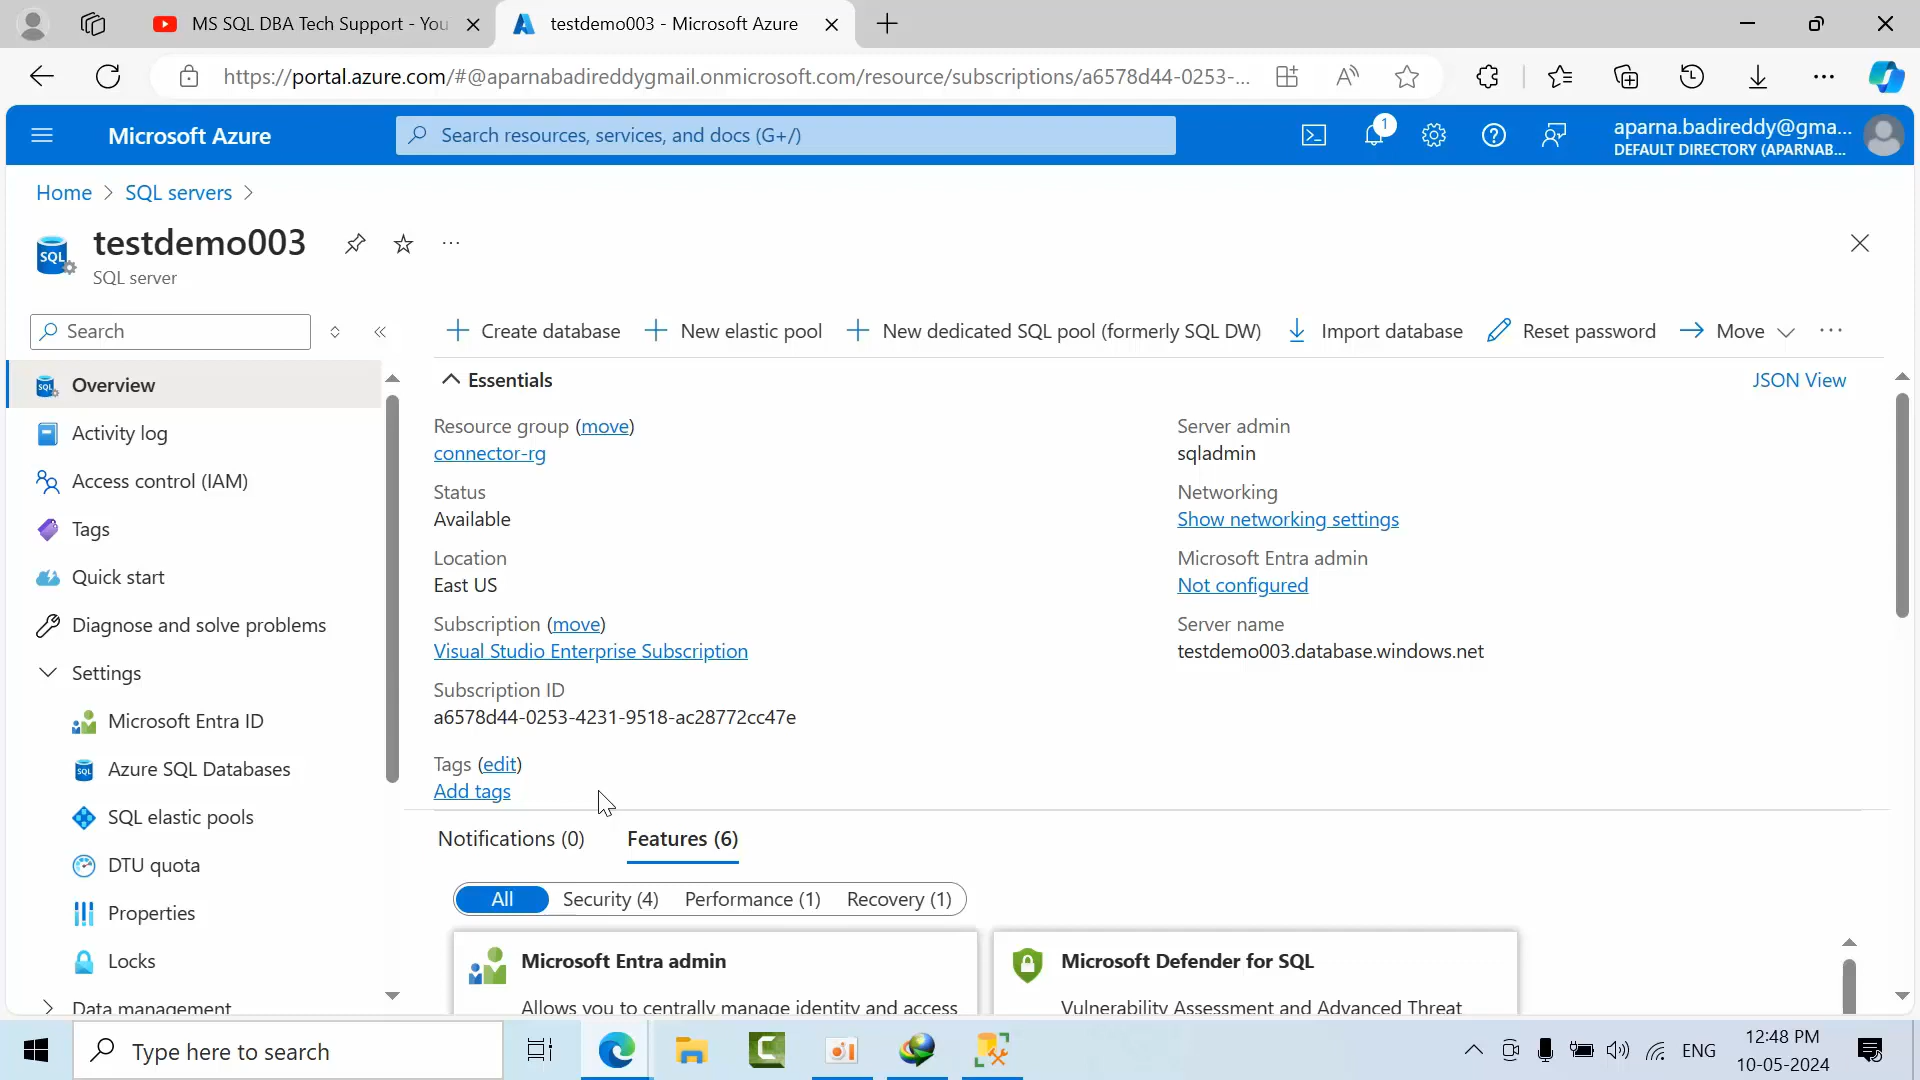 MS SQL DBA Tech Support - You
testdemo003 - Microsoft Azure
https://portal.azure.com/#@aparnabadireddygmail.onmicrosoft.com/resource/subscriptions/a6578d44-0253-...
Microsoft Azure
Search resources, services, and docs (G+/)
1
aparna.badireddy@gma...
DEFAULT DIRECTORY (APARNAB...
Home > SQL servers >
SQL
testdemo003
SQL server
Search
Create database
New elastic pool
New dedicated SQL pool (formerly SQL DW)
Import database
Reset password
Move
Overview
Activity log
Access control (IAM)
Tags
Quick start
Diagnose and solve problems
Settings
Microsoft Entra ID
Azure SQL Databases
SQL elastic pools
DTU quota
Properties
Locks
Data management
Essentials
JSON View
Resource group (move)
connector-rg
Status
Available
Location
East US
Subscription (move)
Visual Studio Enterprise Subscription
Subscription ID
a6578d44-0253-4231-9518-ac28772cc47e
Tags (edit)
Add tags
Server admin
sqladmin
Networking
Show networking settings
Microsoft Entra admin
Not configured
Server name
testdemo003.database.windows.net
Notifications (0)
Features (6)
All
Security (4)
Performance (1)
Recovery (1)
Microsoft Entra admin
Allows you to centrally manage identity and access
Microsoft Defender for SQL
Vulnerability Assessment and Advanced Threat
Type here to search
ENG
12:48 PM
10-05-2024